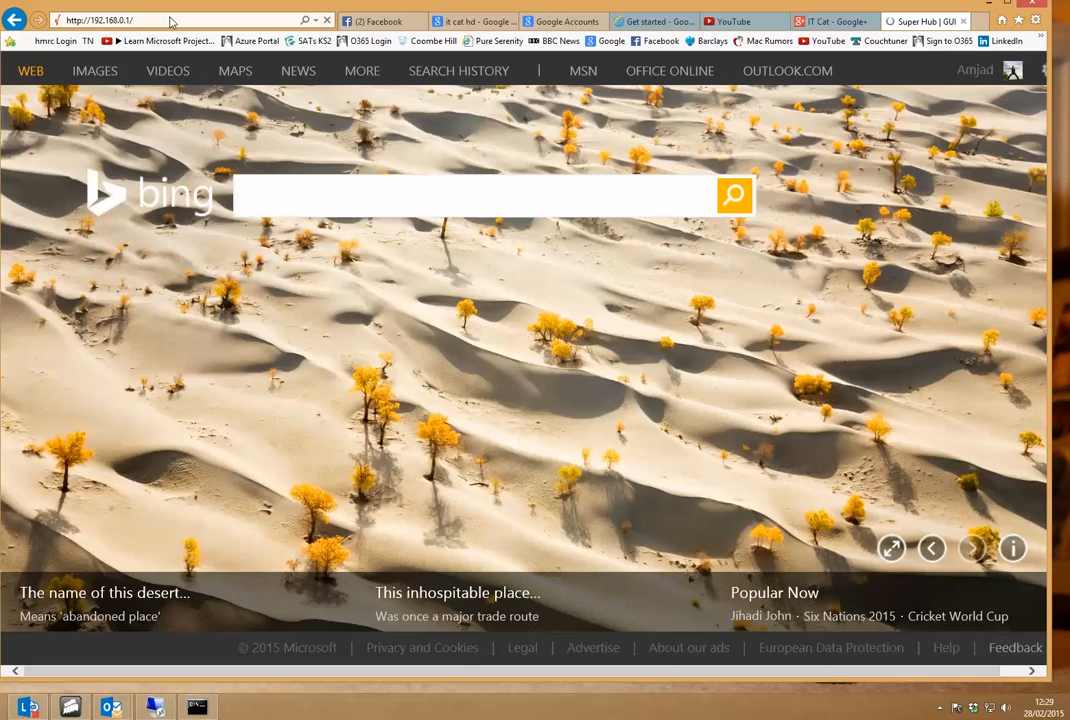 http://192.168.0.1/
(2) Facebook
it cat hd - Google ...
Google Accounts
Get started - Goo...
YouTube
IT Cat - Google+
Super Hub | GUI
hmrc Login TN
Learn Microsoft Project...
Azure Portal
SATs KS2
O365 Login
Coombe Hill
Pure Serenity
BBC News
Google
Facebook
Barclays
Mac Rumors
YouTube
Couchtuner
Sign to O365
LinkedIn
WEB IMAGES VIDEOS MAPS NEWS MORE SEARCH HISTORY | MSN OFFICE ONLINE OUTLOOK.COM Amjad
bing
The name of this desert...
Means 'abandoned place'
This inhospitable place...
Was once a major trade route
Popular Now
Jihadi John · Six Nations 2015 · Cricket World Cup
© 2015 Microsoft | Privacy and Cookies | Legal | Advertise | About our ads | European Data Protection | Help | Feedback
12:29
28/02/2015